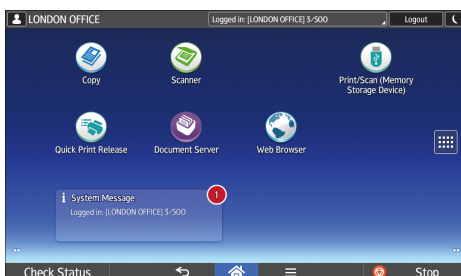 LONDON OFFICE
Logged in: [LONDON OFFICE] 3/500
Logout
Copy
Scanner
Print/Scan (Memory
Storage Device)
Quick Print Release
Document Server
Web Browser
1
System Message
Logged in: [LONDON OFFICE] 3/500
Check Status
Stop